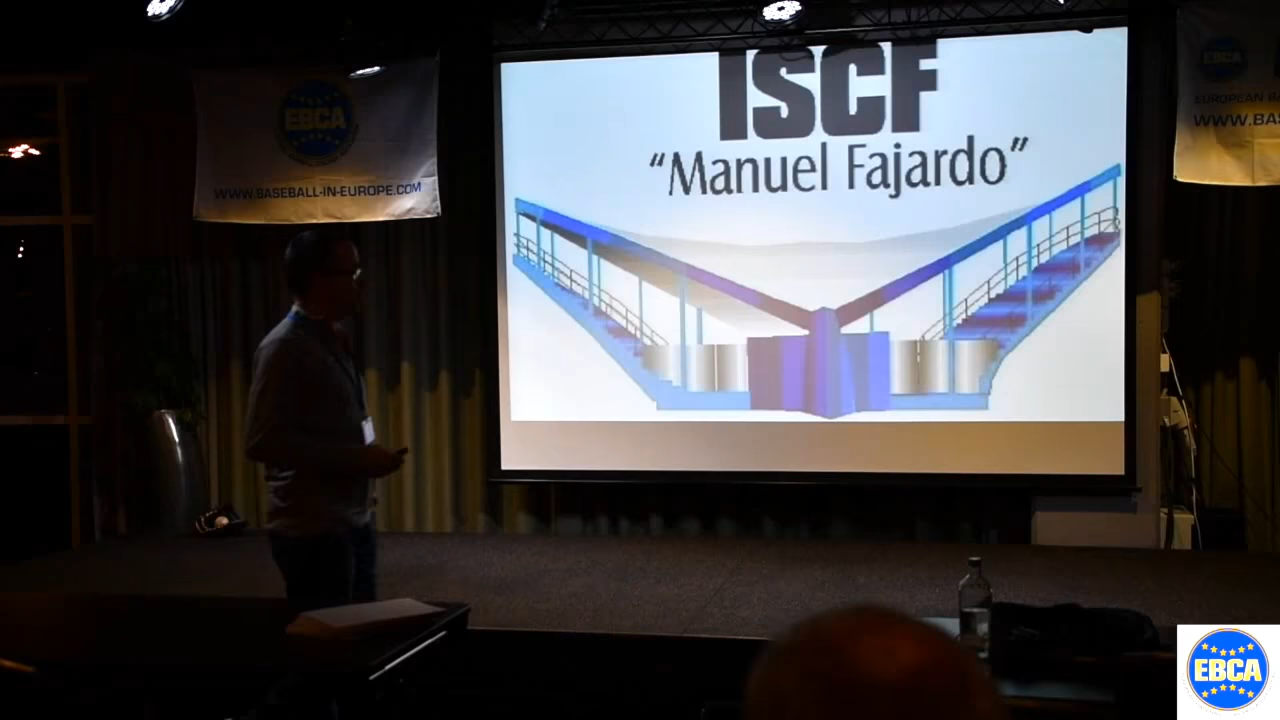 ISCF
"Manuel Fajardo"
EBCA
WWW.BASEBALL-IN-EUROPE.COM
EBCA
EUROPEAN
WWW.BAS
EBCA